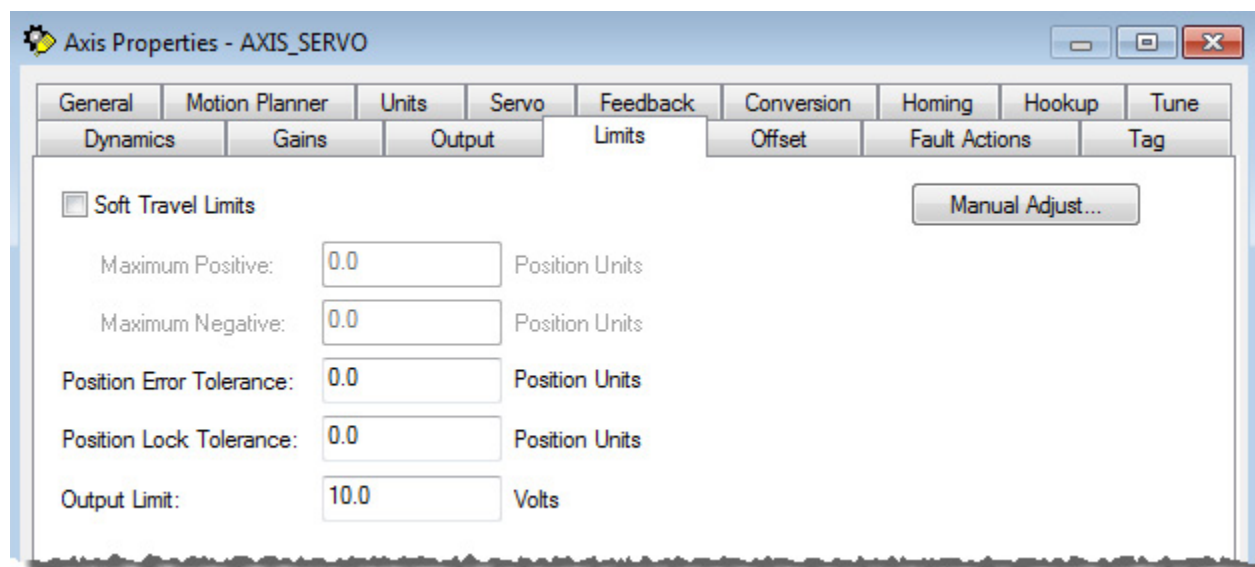 Axis Properties - AXIS_SERVO
General Motion Planner Units Servo Feedback Conversion Homing Hookup Tune
Dynamics Gains Output Limits Offset Fault Actions Tag
Soft Travel Limits Manual Adjust...
Maximum Positive: 0.0 Position Units
Maximum Negative: 0.0 Position Units
Position Error Tolerance: 0.0 Position Units
Position Lock Tolerance: 0.0 Position Units
Output Limit: 10.0 Volts